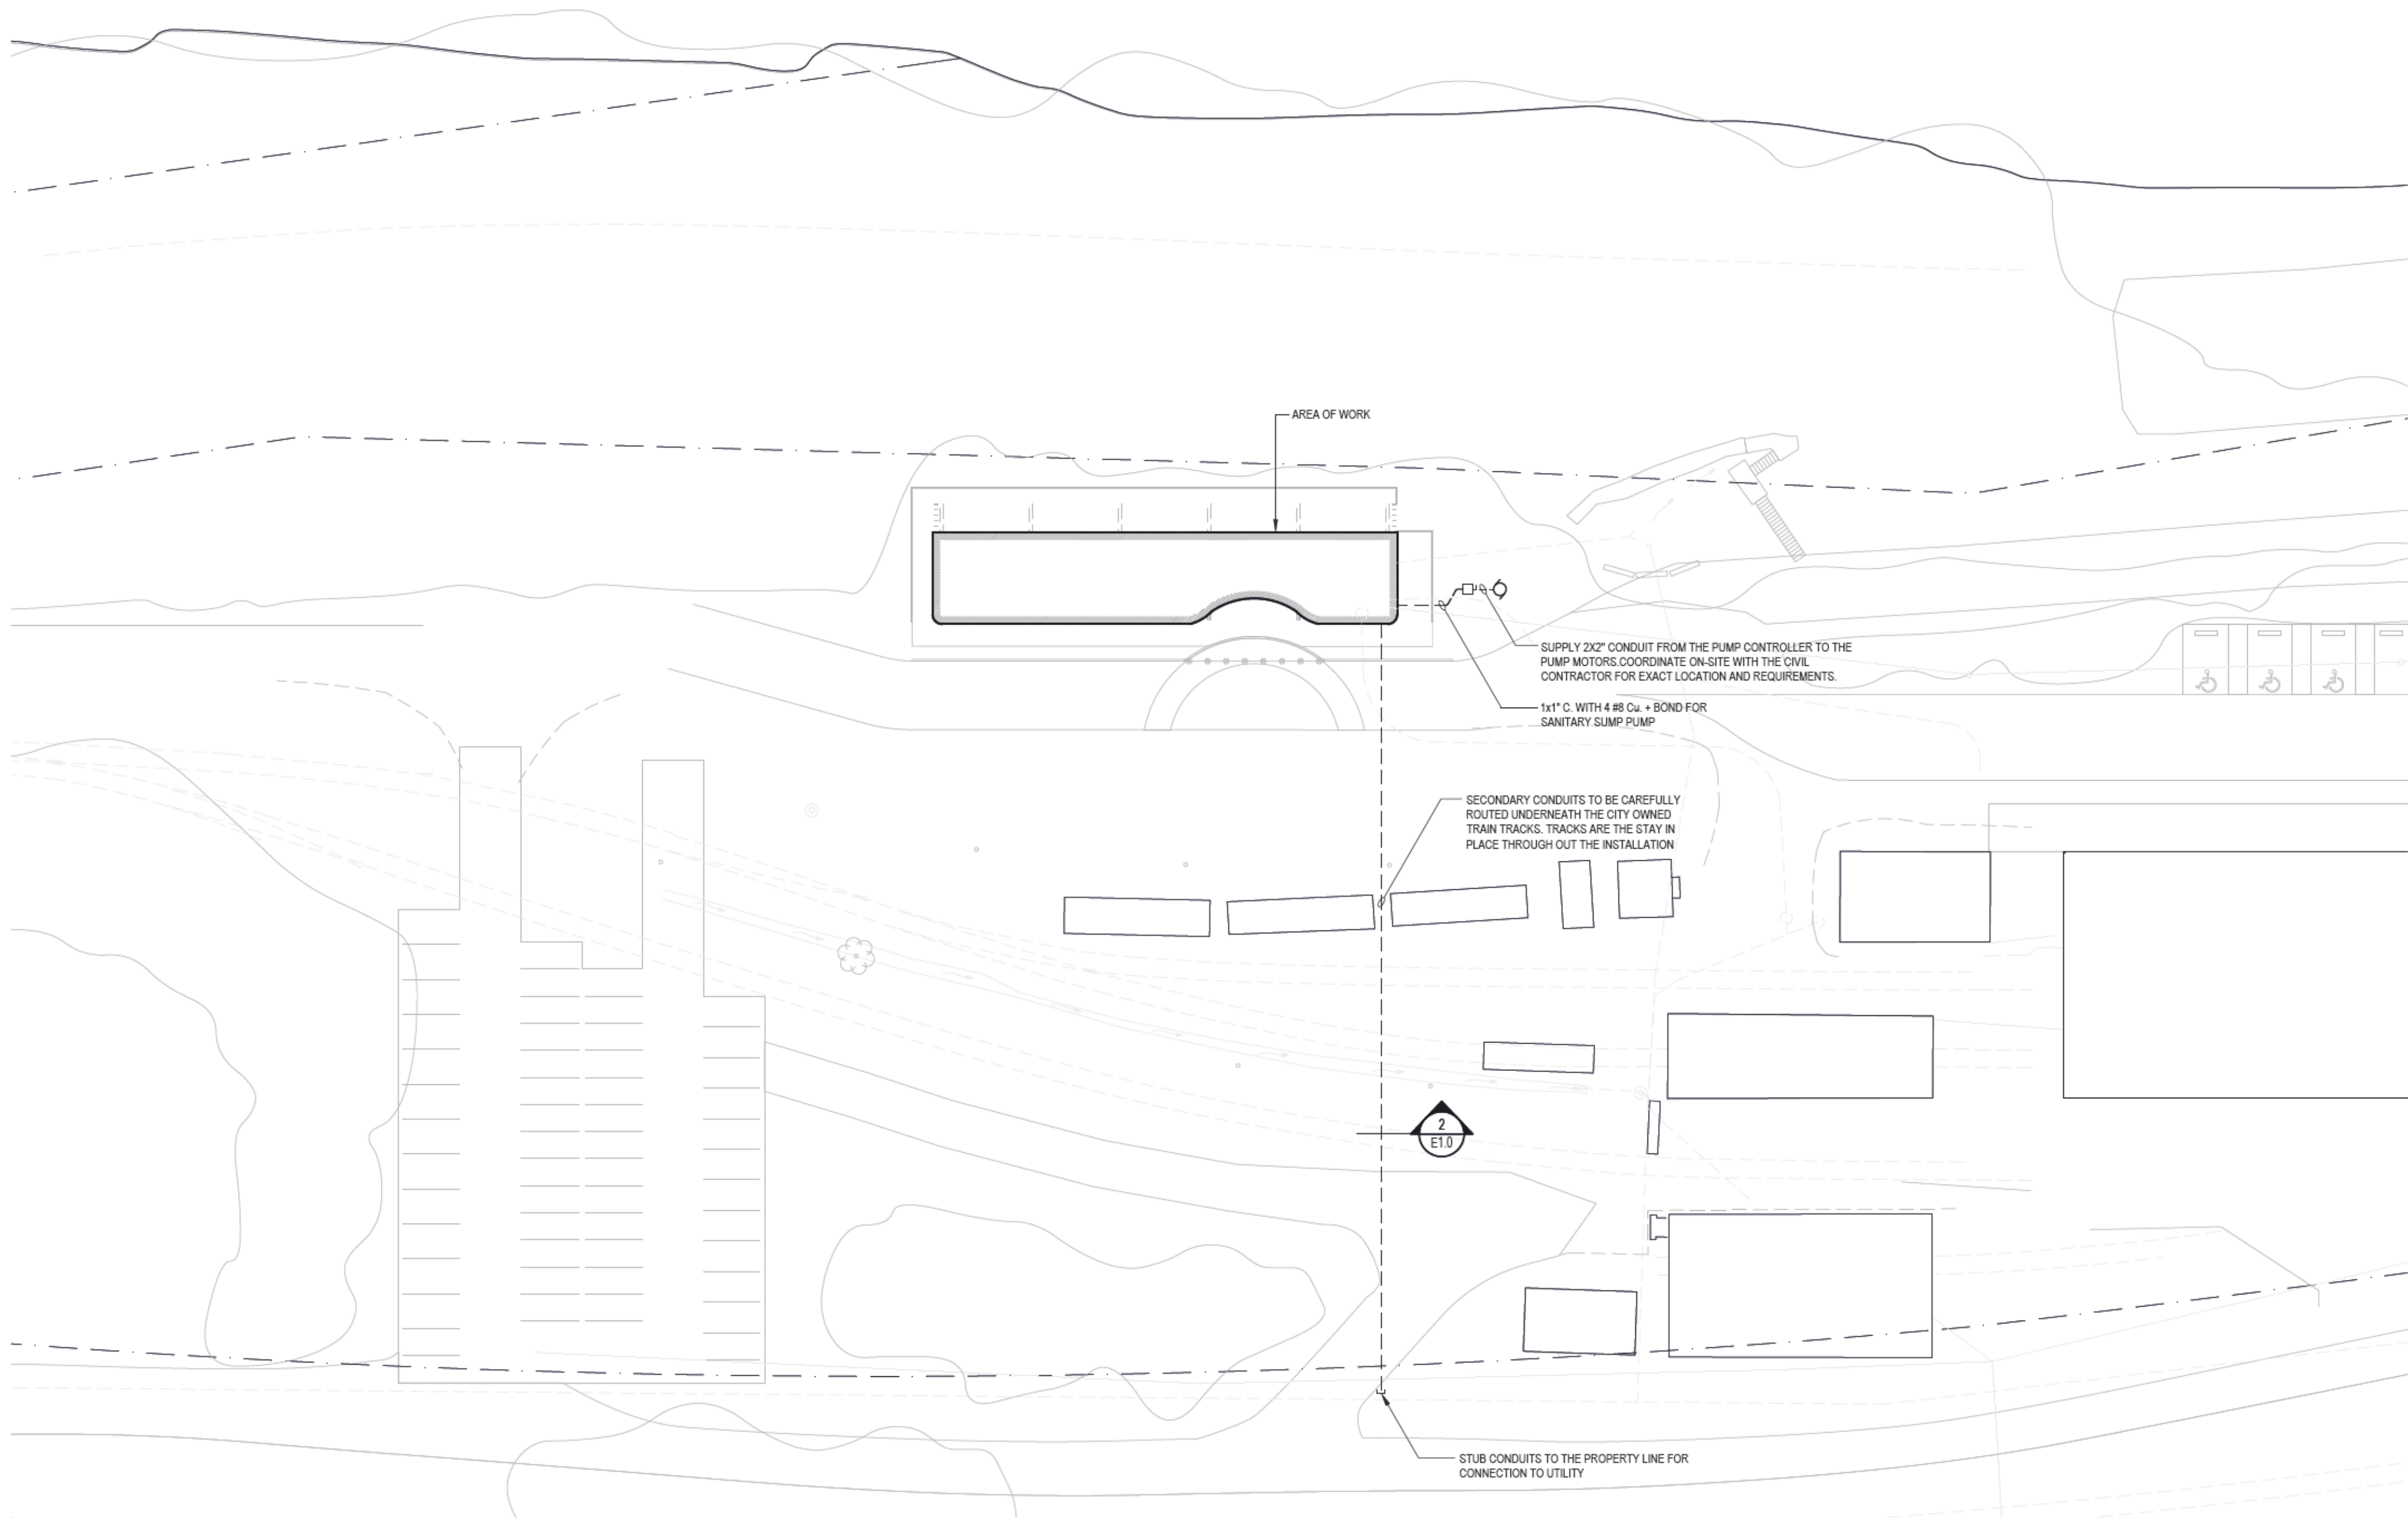 AREA OF WORK
SUPPLY 2X2" CONDUIT FROM THE PUMP CONTROLLER TO THE
PUMP MOTORS.COORDINATE ON-SITE WITH THE CIVIL
CONTRACTOR FOR EXACT LOCATION AND REQUIREMENTS.
1x1" C. WITH 4 #8 Cu. + BOND FOR
SANITARY SUMP PUMP
SECONDARY CONDUITS TO BE CAREFULLY
ROUTED UNDERNEATH THE CITY OWNED
TRAIN TRACKS. TRACKS ARE THE STAY IN
PLACE THROUGH OUT THE INSTALLATION
2
E1.0
STUB CONDUITS TO THE PROPERTY LINE FOR
CONNECTION TO UTILITY